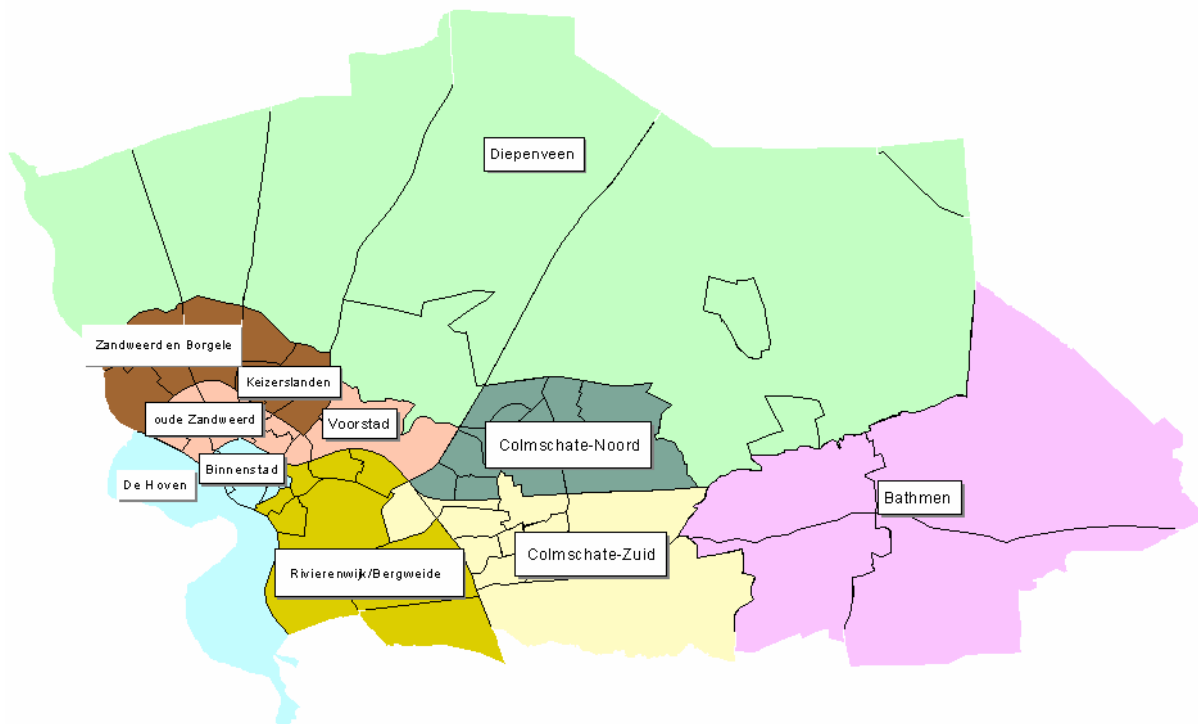 Diepenveen
Zandweerd en Borgele
Keizerslanden
oude Zandweerd
Voorstad
Colmschate-Noord
Binnenstad
De Hoven
Bathmen
Colmschate-Zuid
Rivierenwijk/Bergweide